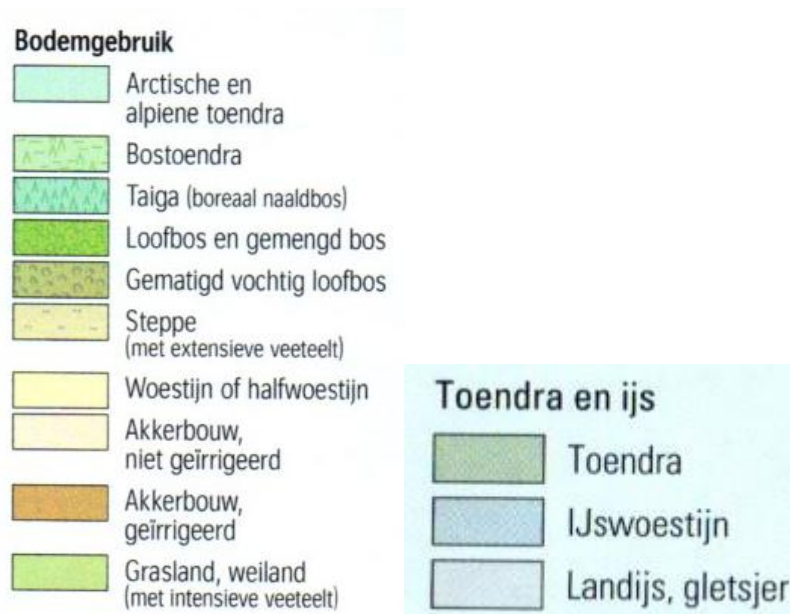 Bodemgebruik
Arctische en
alpiene toendra
Bostoendra
Taiga (boreaal naaldbos)
Loofbos en gemengd bos
Gematigd vochtig loofbos
Steppe
(met extensieve veeteelt)
Woestijn of halfwoestijn
Akkerbouw,
niet geïrrigeerd
Akkerbouw,
geïrrigeerd
Grasland, weiland
(met intensieve veeteelt)
Toendra en ijs
Toendra
IJswoestijn
Landijs, gletsjer